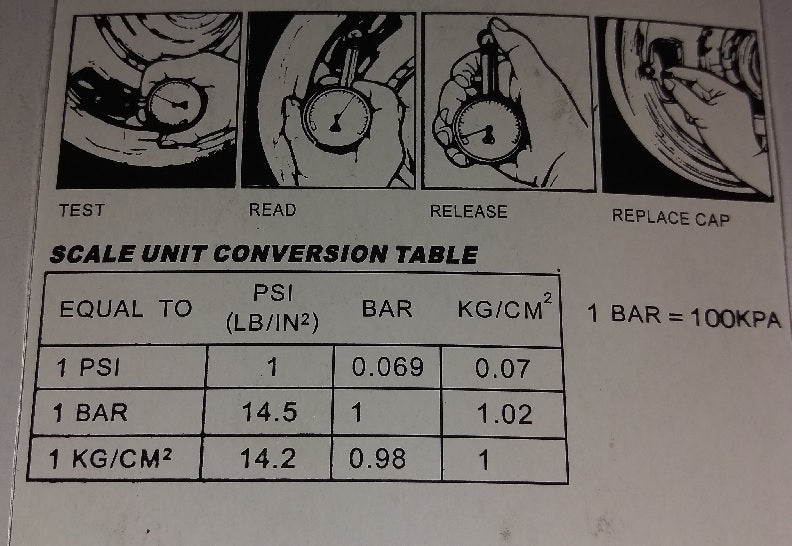 TEST READ RELEASE REPLACE CAP
SCALE UNIT CONVERSION TABLE
EQUAL TO PSI (LB/IN²) BAR KG/CM²
1 PSI 1 0.069 0.07
1 BAR 14.5 1 1.02
1 KG/CM² 14.2 0.98 1
1 BAR = 100KPA